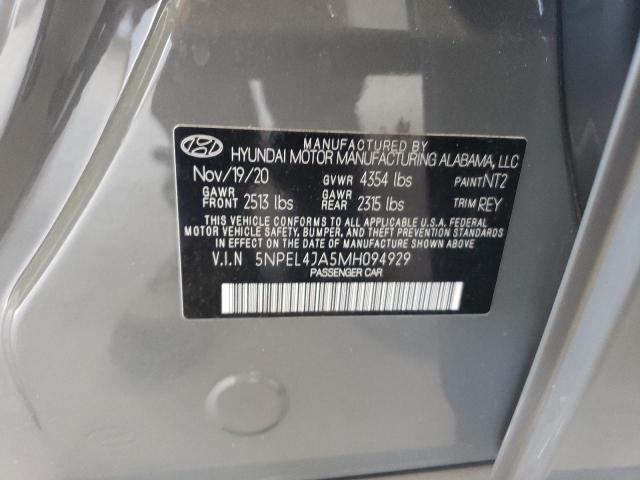 MANUFACTURED BY
HYUNDAI MOTOR MANUFACTURING ALABAMA, LLC
Nov/19/20 GVWR 4354 lbs PAINT NT2
GAWR FRONT 2513 lbs GAWR REAR 2315 lbs TRIM REY
THIS VEHICLE CONFORMS TO ALL APPLICABLE U.S.A. FEDERAL
MOTOR VEHICLE SAFETY, BUMPER, AND THEFT PREVENTION STANDARDS
IN EFFECT ON THE DATE OF MANUFACTURE SHOWN ABOVE.
V.I.N 5NPEL4JA5MH094929
PASSENGER CAR